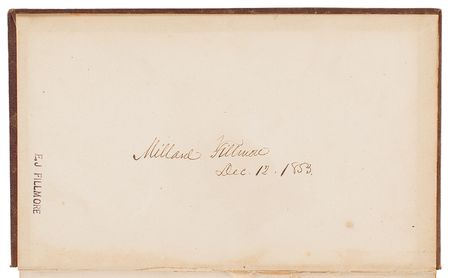 Millard Fillmore
Dec. 12. 1853.
E.J FILLMORE